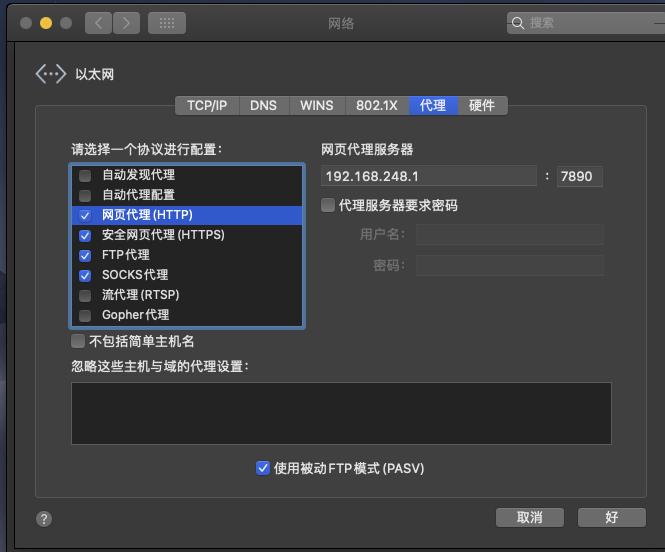 网络
搜索
以太网
TCP/IP DNS WINS 802.1X 代理 硬件
请选择一个协议进行配置：
自动发现代理
自动代理配置
网页代理(HTTP)
安全网页代理(HTTPS)
FTP代理
SOCKS代理
流代理(RTSP)
Gopher代理
网页代理服务器
192.168.248.1 : 7890
代理服务器要求密码
用户名：
密码：
不包括简单主机名
忽略这些主机与域的代理设置：
使用被动FTP模式(PASV)
? 取消 好